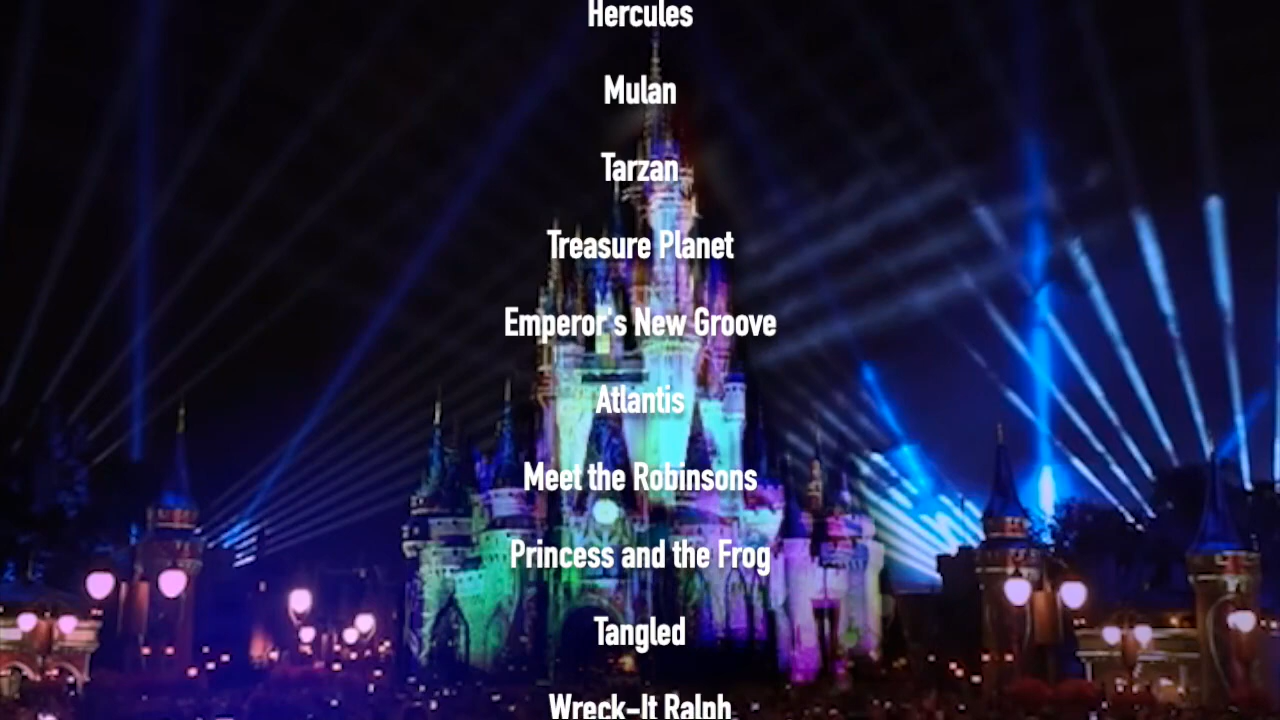 Hercules
Mulan
Tarzan
Treasure Planet
Emperor's New Groove
Atlantis
Meet the Robinsons
Princess and the Frog
Tangled
Wreck-It Ralph